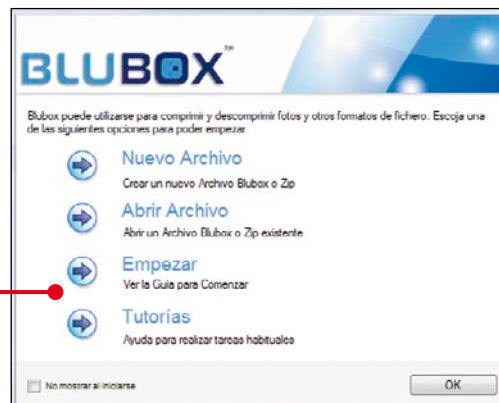 BLUBOX™
Blubox puede utilizarse para comprimir y descomprimir fotos y otros formatos de fichero. Escoja una
de las siguientes opciones para poder empezar
Nuevo Archivo
Crear un nuevo Archivo Blubox o Zip
Abrir Archivo
Abrir un Archivo Blubox o Zip existente
Empezar
Ver la Guía para Comenzar
Tutorías
Ayuda para realizar tareas habituales
No mostrar al iniciarse
OK